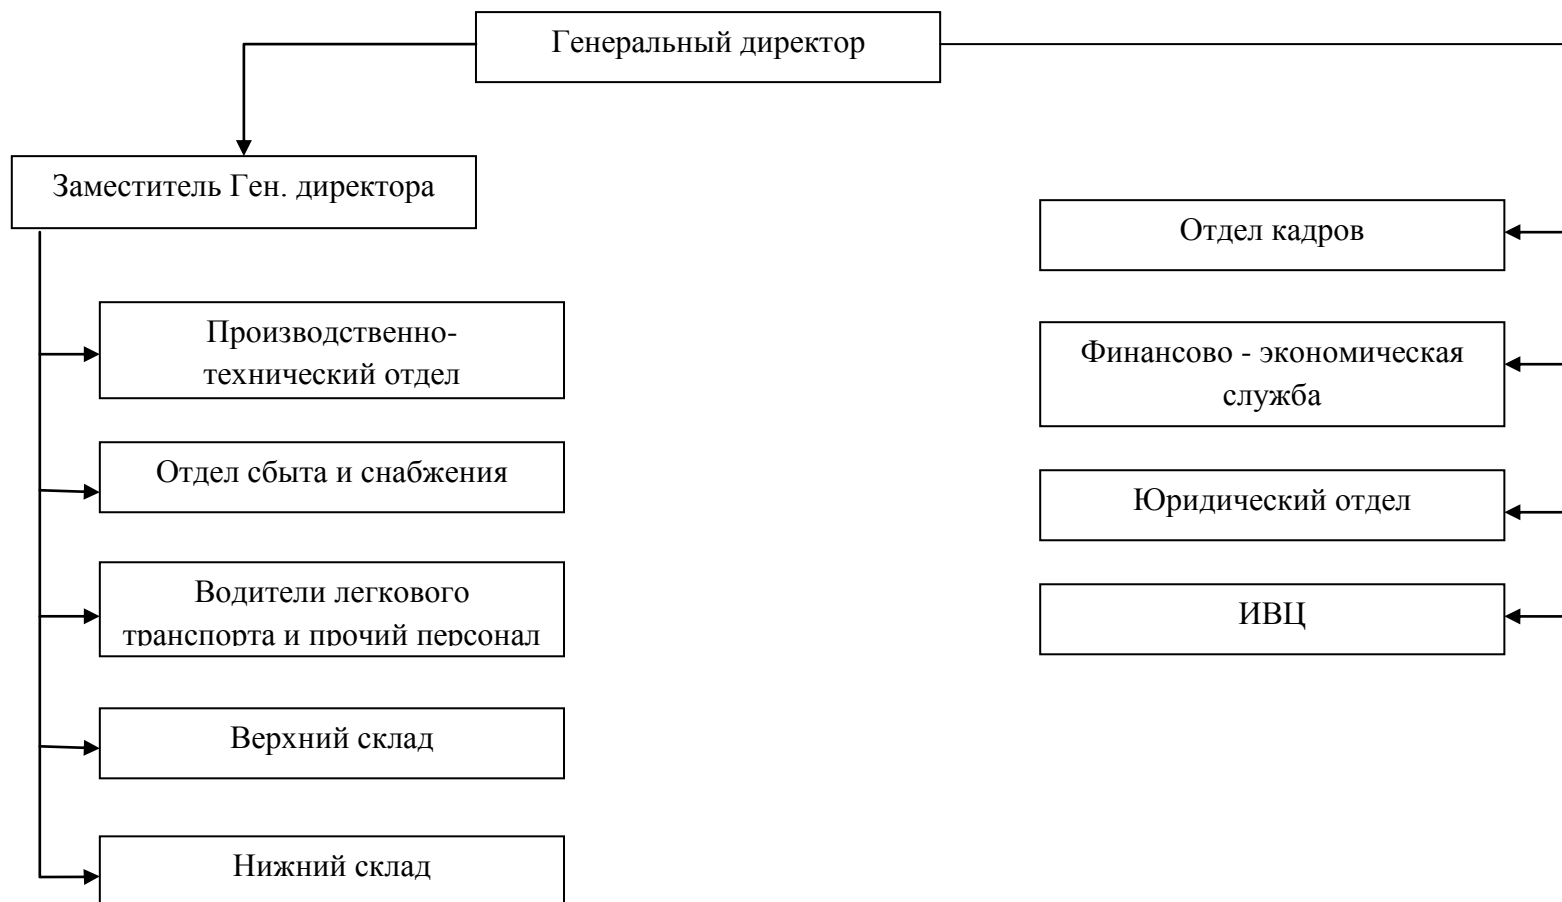 Генеральный директор
Заместитель Ген. директора
Отдел кадров
Производственно-
технический отдел
Финансово - экономическая
служба
Отдел сбыта и снабжения
Юридический отдел
Водители легкового
транспорта и прочий персонал
ИВЦ
Верхний склад
Нижний склад